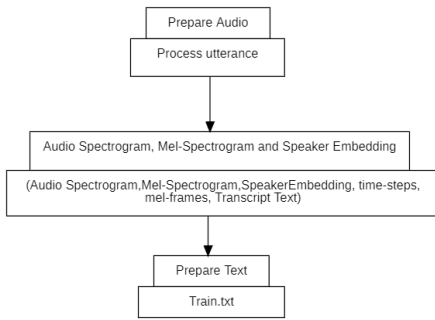 Prepare Audio
Process utterance
Audio Spectrogram, Mel-Spectrogram and Speaker Embedding
(Audio Spectrogram,Mel-Spectrogram,SpeakerEmbedding, time-steps,
mel-frames, Transcript Text)
Prepare Text
Train.txt